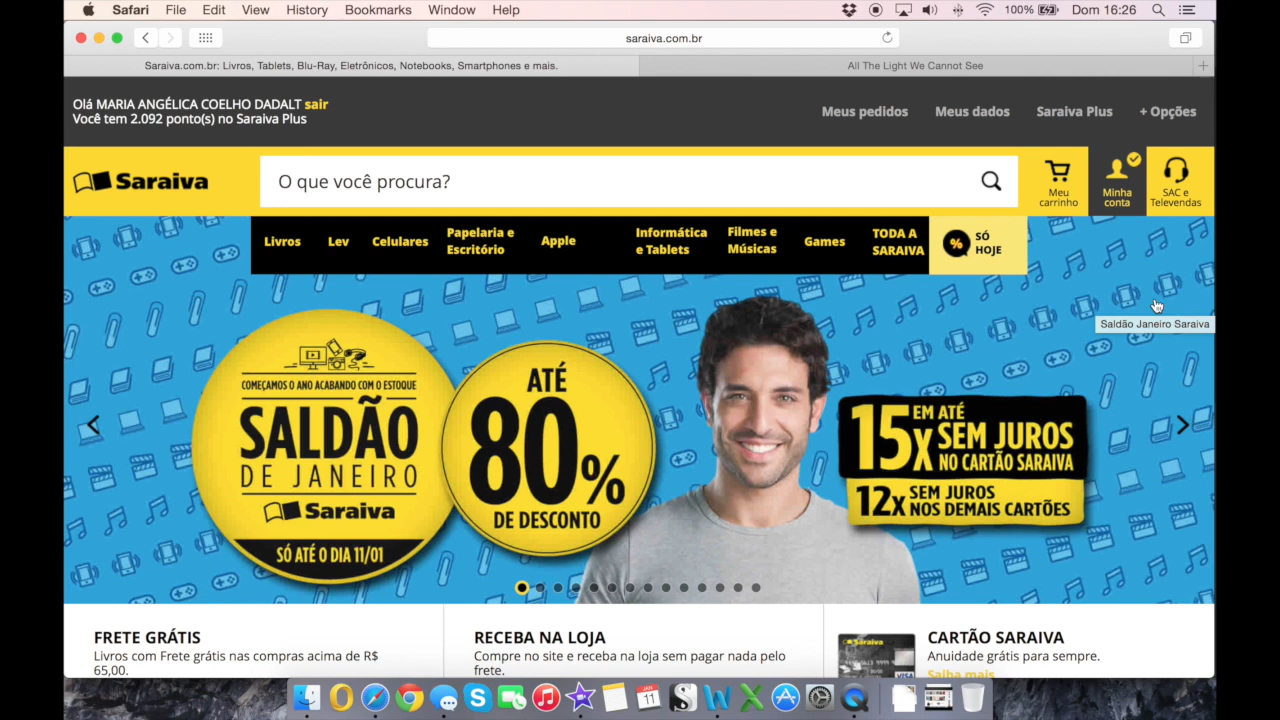 Safari File Edit View History Bookmarks Window Help 100% Dom 16:26
saraiva.com.br
Saraiva.com.br: Livros, Tablets, Blu-Ray, Eletrônicos, Notebooks, Smartphones e mais.
All The Light We Cannot See
Olá MARIA ANGÉLICA COELHO DADALT sair
Você tem 2.092 ponto(s) no Saraiva Plus
Meus pedidos Meus dados Saraiva Plus + Opções
Saraiva
O que você procura?
Meu
carrinho
Minha
conta
SAC e
Televendas
Livros
Lev
Celulares
Papelaria e
Escritório
Apple
Informática
e Tablets
Filmes e
Músicas
Games
TODA A
SARAIVA
%
SÓ
HOJE
Saldão Janeiro Saraiva
COMEÇAMOS O ANO ACABANDO COM O ESTOQUE
SALDÃO
DE JANEIRO
Saraiva
SÓ ATÉ O DIA 11/01
ATÉ
80%
DE DESCONTO
15X EM ATÉ
SEM JUROS
NO CARTÃO SARAIVA
12X SEM JUROS
NOS DEMAIS CARTÕES
FRETE GRÁTIS
Livros com Frete grátis nas compras acima de R$
65,00.
RECEBA NA LOJA
Compre no site e receba na loja sem pagar nada pelo
frete.
Saraiva
VISA
CARTÃO SARAIVA
Anuidade grátis para sempre.
Saiba mais
JAN
11